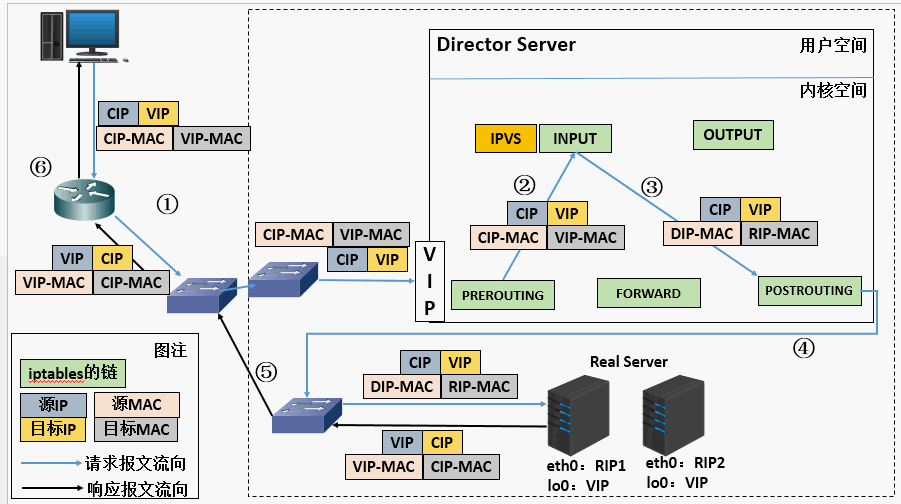 Director Server
用户空间
内核空间
CIP VIP
CIP-MAC VIP-MAC
IPVS INPUT
OUTPUT
⑥
①
②
③
CIP VIP
CIP-MAC VIP-MAC
CIP VIP
DIP-MAC RIP-MAC
CIP-MAC VIP-MAC
CIP VIP
VIP
VIP CIP
VIP-MAC CIP-MAC
PREROUTING
FORWARD
POSTROUTING
④
图注
iptables的链
源IP 源MAC
目标IP 目标MAC
请求报文流向
响应报文流向
⑤
CIP VIP
DIP-MAC RIP-MAC
VIP CIP
VIP-MAC CIP-MAC
Real Server
eth0：RIP1
lo0：VIP
eth0：RIP2
lo0：VIP